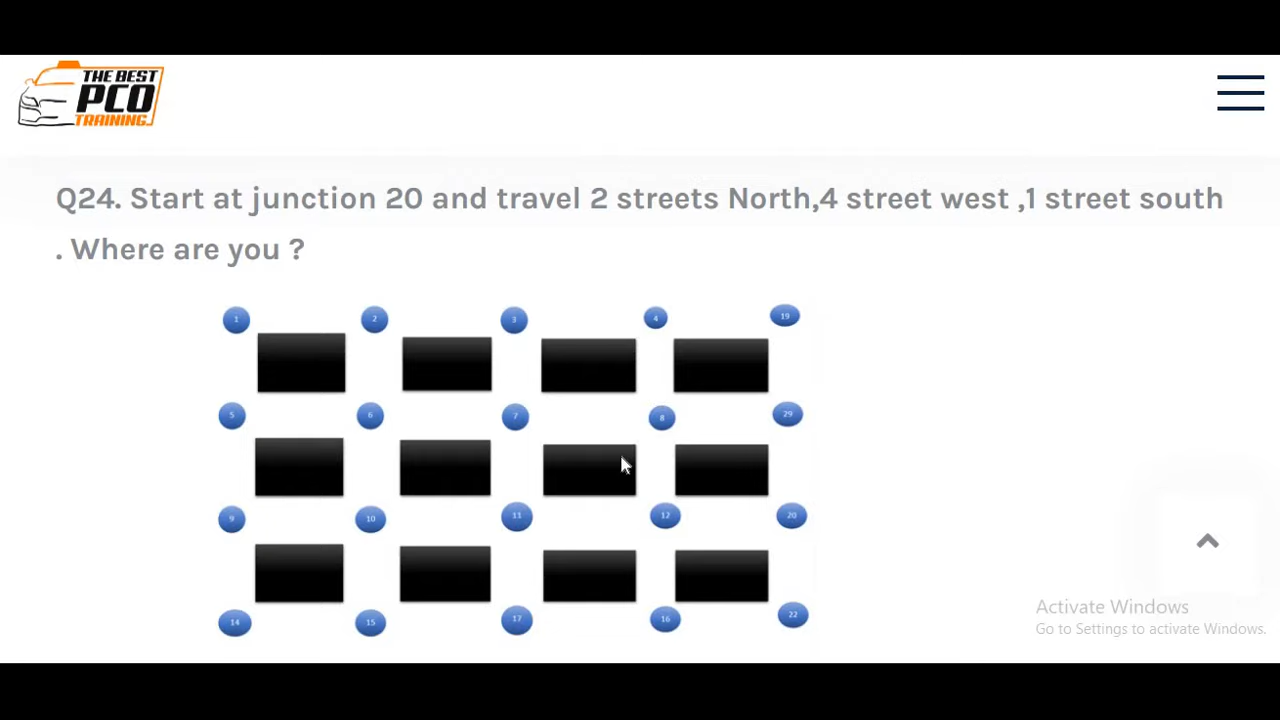 THE BEST
PCO
TRAINING.
Q24. Start at junction 20 and travel 2 streets North,4 street west ,1 street south
. Where are you ?
1 2 3 4 19
5 6 7 8 29
9 10 11 12 20
14 15 17 16 22
Activate Windows
Go to Settings to activate Windows.